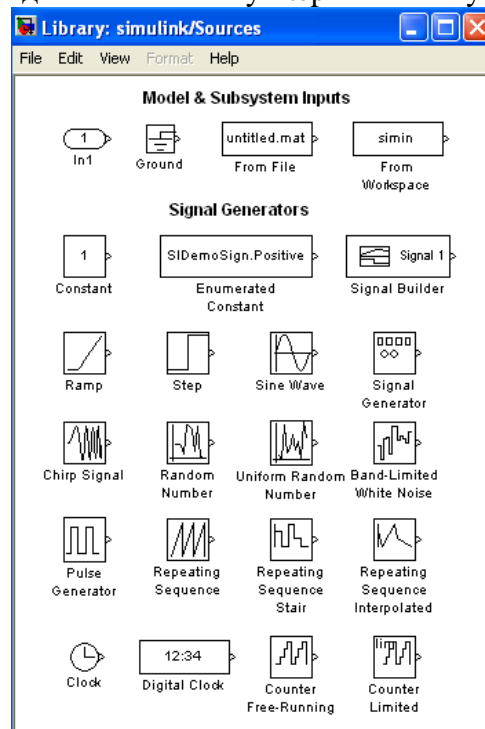 Library: simulink/Sources
File Edit View Format Help
Model & Subsystem Inputs
1 untitled.mat simin
In1 Ground From File From Workspace
Signal Generators
1 SlDemoSign.Positive Signal 1
Constant Enumerated Constant Signal Builder
Ramp Step Sine Wave Signal Generator
Chirp Signal Random Number Uniform Random Number Band-Limited White Noise
Pulse Generator Repeating Sequence Repeating Sequence Stair Repeating Sequence Interpolated
12:34 lim
Clock Digital Clock Counter Free-Running Counter Limited